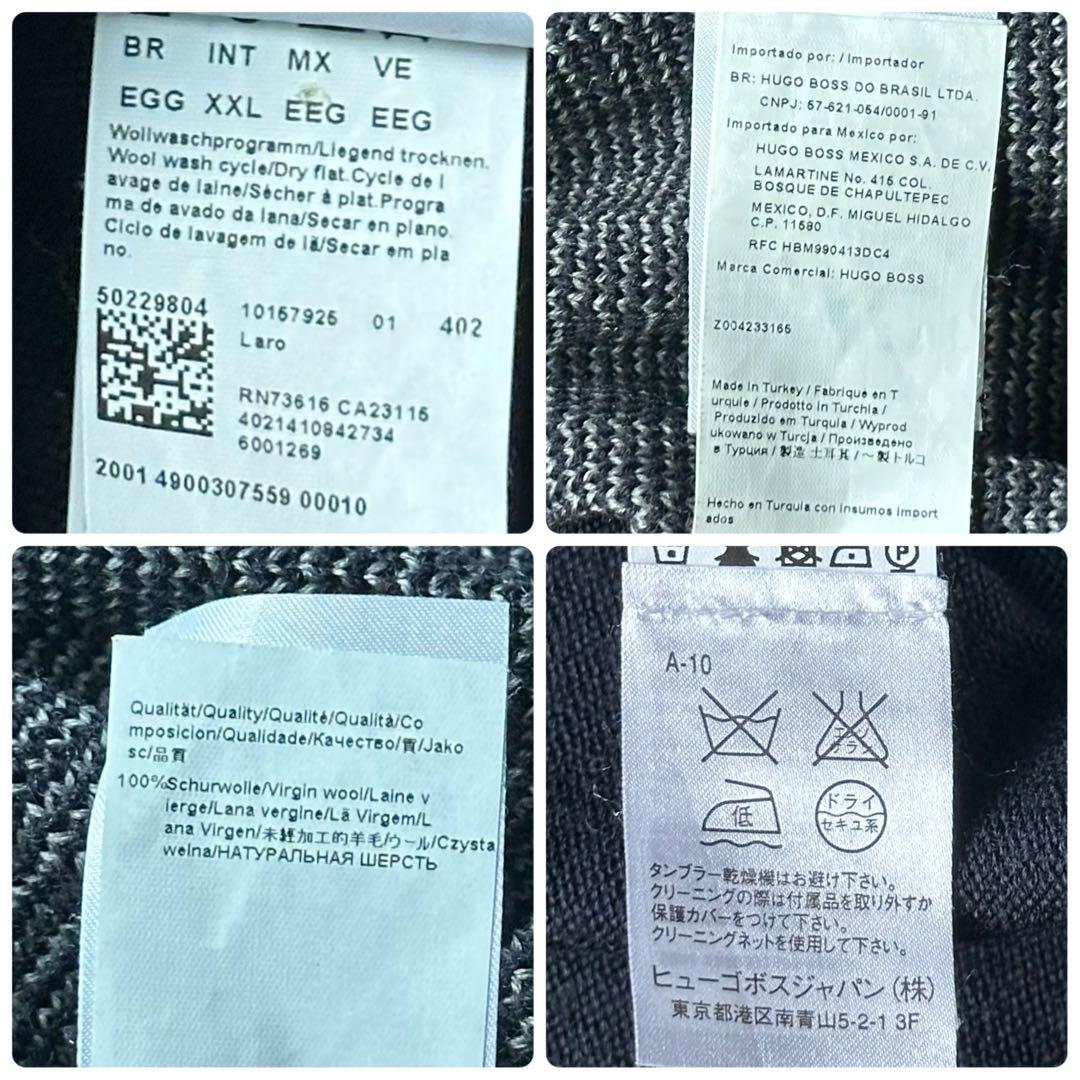 BR INT MX VE
EGG XXL EEG EEG
Wollwaschprogramm/Liegend trocknen.
Wool wash cycle/Dry flat.Cycle de l
avage de laine/Sécher à plat.Progra
ma de avado da lana/Secar en plano.
Ciclo de lavagem de lã/Secar em pla
no.
50229804
10157925 01 402
Laro
RN73616 CA23115
4021410842734
6001269
2001 4900307559 00010
Importado por: / Importador
BR: HUGO BOSS DO BRASIL LTDA.
CNPJ: 57-621-054/0001-91
Importado para Mexico por:
HUGO BOSS MEXICO S.A. DE C.V.
LAMARTINE No. 415 COL.
BOSQUE DE CHAPULTEPEC
MEXICO, D.F. MIGUEL HIDALGO
C.P. 11580
RFC HBM990413DC4
Marca Comercial: HUGO BOSS
Z004233165
Made in Turkey / Fabriqué en T
urquie / Prodotto in Turchia /
Produzido em Turquia / Wyprod
ukowano w Turcja / Произведено
в Турция / 製造 土耳其 / ～製トルコ
Hecho en Turquia con insumos import
ados
Qualität/Quality/Qualité/Qualità/Co
mposicion/Qualidade/Качество/質/Jako
sc/品質
100%Schurwolle/Virgin wool/Laine v
ierge/Lana vergine/Lã Virgem/L
ana Virgen/未經加工的羊毛/ウール/Czysta
welna/НАТУРАЛЬНАЯ ШЕРСТЬ
P
A-10
エンソ
サラシ
低
ドライ
セキユ系
タンブラー乾燥機はお避け下さい。
クリーニングの際は付属品を取り外すか
保護カバーをつけて下さい。
クリーニングネットを使用して下さい。
ヒューゴボスジャパン(株)
東京都港区南青山5-2-1 3F